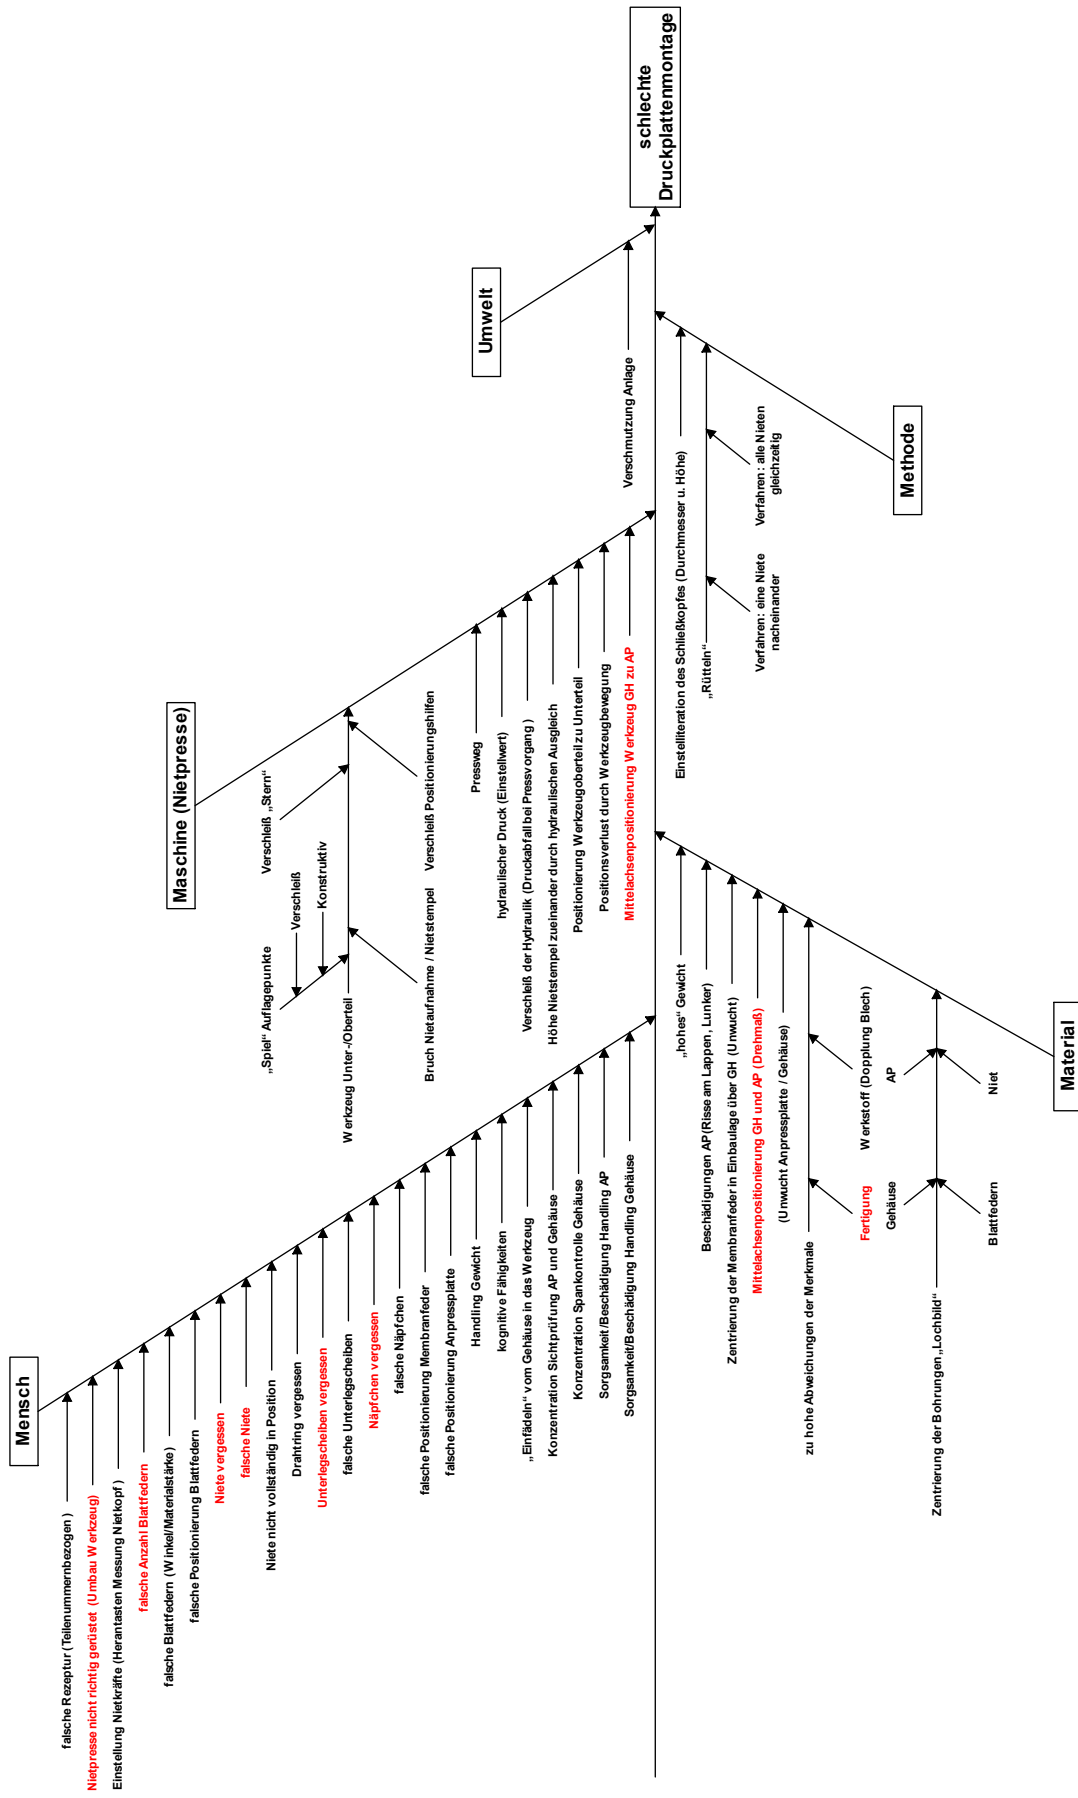 Mensch
falsche Rezeptur (Teilenummernbezogen)
Nietpresse nicht richtig gerüstet (Umbau Werkzeug)
Einstellung Nietkräfte (Herantasten Messung Nietkopf)
falsche Anzahl Blattfedern
falsche Blattfedern (Winkel/Materialstärke)
falsche Positionierung Blattfedern
Niete vergessen
falsche Niete
Niete nicht vollständig in Position
Drahtring vergessen
Unterlegscheiben vergessen
falsche Unterlegscheiben
Näpfchen vergessen
falsche Näpfchen
falsche Positionierung Membranfeder
falsche Positionierung Anpressplatte
Handling Gewicht
kognitive Fähigkeiten
„Einfädeln“ vom Gehäuse in das Werkzeug
Konzentration Sichtprüfung AP und Gehäuse
Konzentration Spankontrolle Gehäuse
Sorgsamkeit/Beschädigung Handling AP
Sorgsamkeit/Beschädigung Handling Gehäuse
Maschine (Nietpresse)
„Spiel“ Auflagepunkte
Verschleiß
Konstruktiv
Verschleiß „Stern“
Werkzeug Unter-/Oberteil
Bruch Nietaufnahme / Nietstempel
Verschleiß Positionierungshilfen
Pressweg
hydraulischer Druck (Einstellwert)
Verschleiß der Hydraulik (Druckabfall bei Pressvorgang)
Höhe Nietstempel zueinander durch hydraulischen Ausgleich
Positionierung Werkzeugoberteil zu Unterteil
Positionsverlust durch Werkzeugbewegung
Mittelachsenpositionierung Werkzeug GH zu AP
Umwelt
Verschmutzung Anlage
schlechte
Druckplattenmontage
„hohes“ Gewicht
Beschädigungen AP (Risse am Lappen, Lunker)
Zentrierung der Membranfeder in Einbaulage über GH (Unwucht)
Mittelachsenpositionierung GH und AP (Drehmaß)
(Unwucht Anpressplatte / Gehäuse)
zu hohe Abweichungen der Merkmale
Fertigung
Werkstoff (Dopplung Blech)
Gehäuse
AP
Zentrierung der Bohrungen „Lochbild“
Blattfedern
Niet
Material
Einstelliteration des Schließkopfes (Durchmesser u. Höhe)
„Rütteln“
Verfahren: eine Niete
nacheinander
Verfahren: alle Nieten
gleichzeitig
Methode